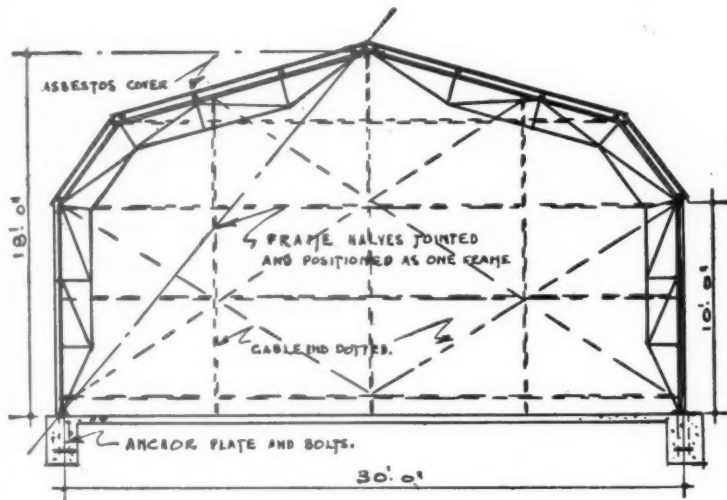 ASBESTOS COVER
18'.0"
FRAME HALVES JOINTED
AND POSITIONED AS ONE FRAME
10'.0"
GABLE END DOTTED.
ANCHOR PLATE AND BOLTS.
30'.0"